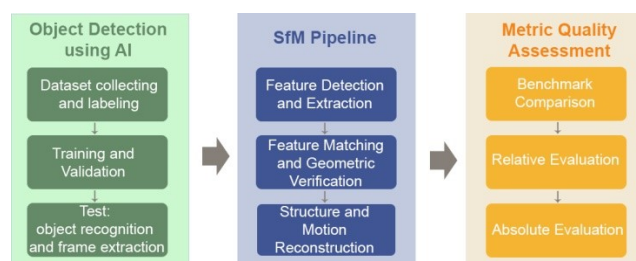 Object Detection
using AI
Dataset collecting
and labeling
Training and
Validation
Test:
object recognition
and frame extraction
SfM Pipeline
Feature Detection
and Extraction
Feature Matching
and Geometric
Verification
Structure and
Motion
Reconstruction
Metric Quality
Assessment
Benchmark
Comparison
Relative Evaluation
Absolute Evaluation